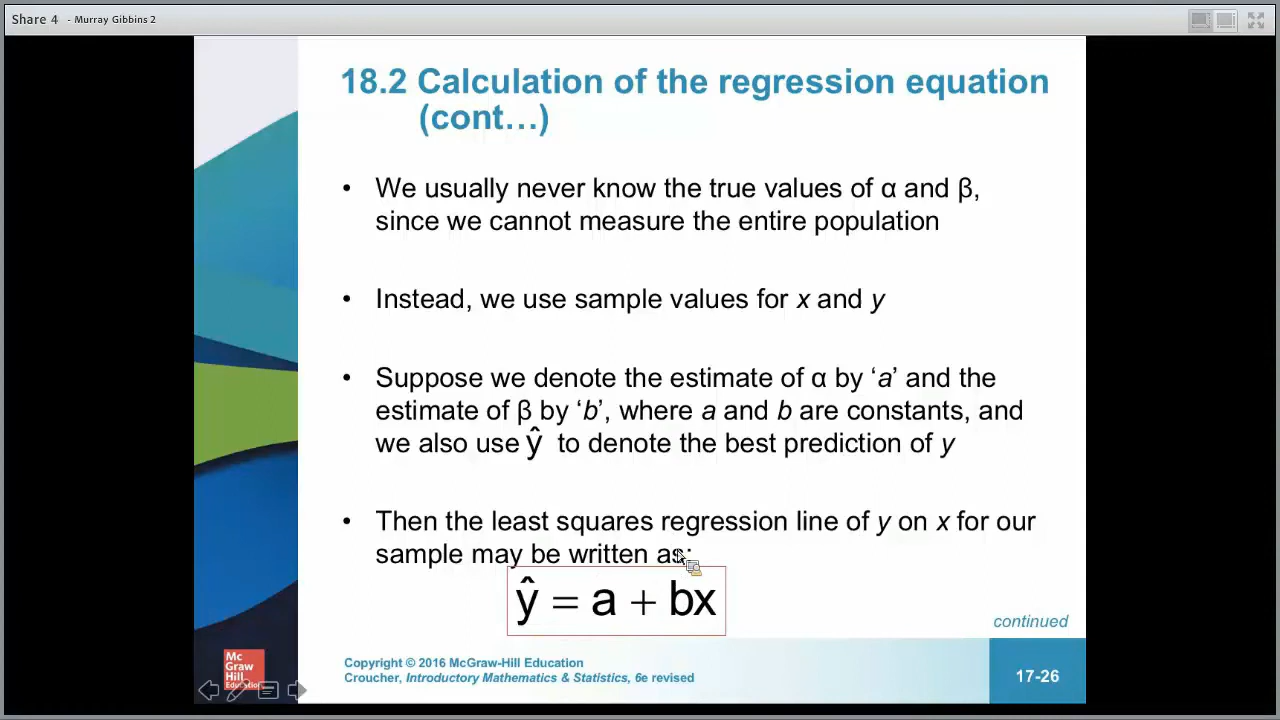 Share 4 - Murray Gibbins 2
18.2 Calculation of the regression equation
(cont…)
• We usually never know the true values of α and β,
since we cannot measure the entire population
• Instead, we use sample values for x and y
• Suppose we denote the estimate of α by ‘a’ and the
estimate of β by ‘b’, where a and b are constants, and
we also use ŷ to denote the best prediction of y
• Then the least squares regression line of y on x for our
sample may be written as:
ŷ = a + bx
continued
Mc
Graw
Hill
Education
Copyright © 2016 McGraw-Hill Education
Croucher, Introductory Mathematics & Statistics, 6e revised
17-26